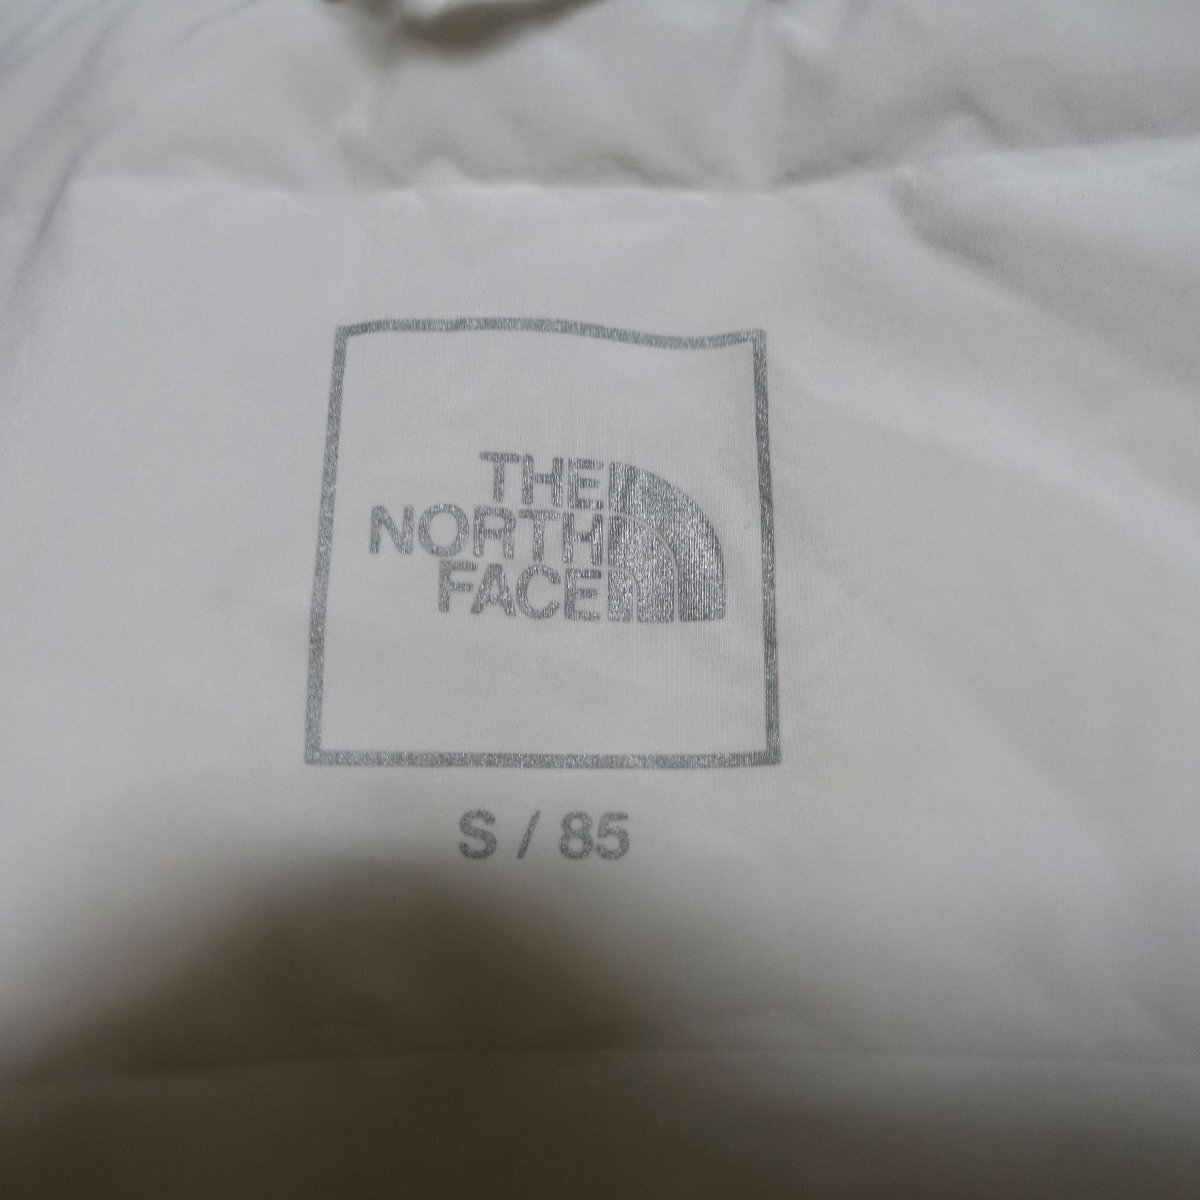 THE
NORTH
FACE
S / 85